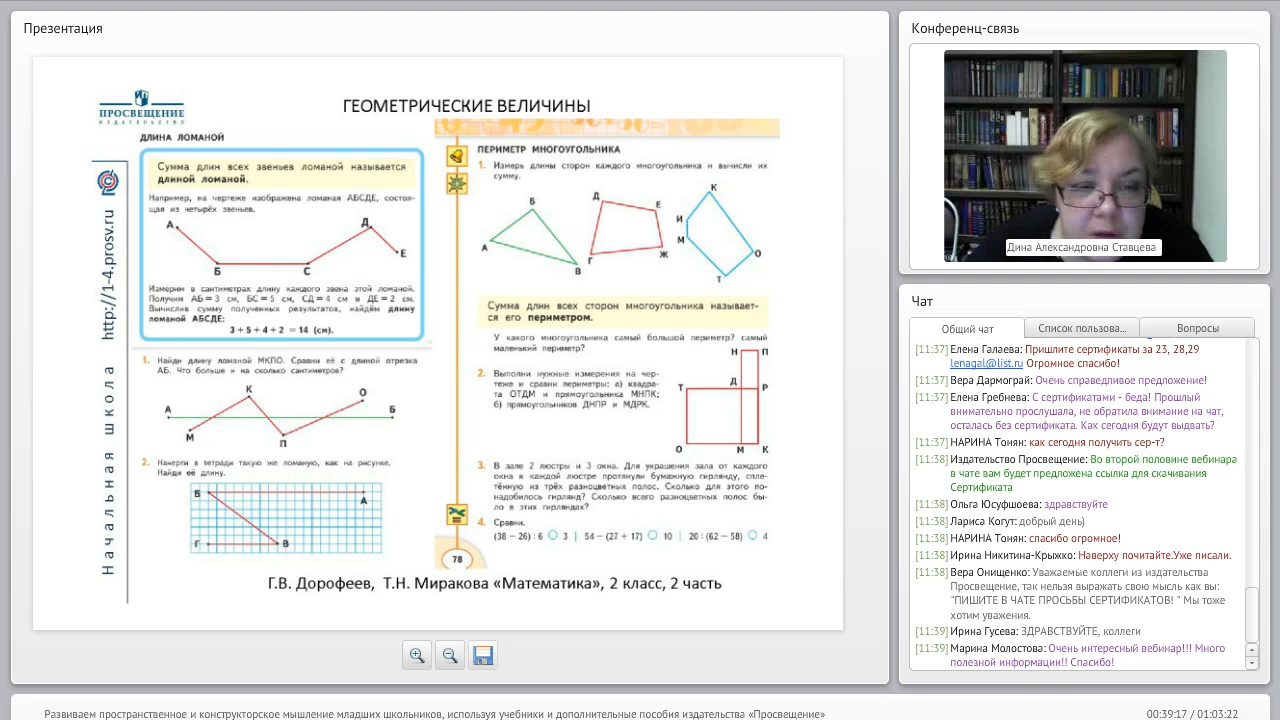 Презентация
ПРОСВЕЩЕНИЕ
ИЗДАТЕЛЬСТВО
Начальная школа http://1-4.prosv.ru
ГЕОМЕТРИЧЕСКИЕ ВЕЛИЧИНЫ
ДЛИНА ЛОМАНОЙ
Сумма длин всех звеньев ломаной называется
длиной ломаной.
Например, на чертеже изображена ломаная АБСДЕ, состоя-
щая из четырёх звеньев.
А
Д
Е
Б
С
Измерим в сантиметрах длину каждого звена этой ломаной.
Получим АБ = 3 см, БС = 5 см, СД = 4 см и ДЕ = 2 см.
Вычислив сумму полученных результатов, найдём длину
ломаной АБСДЕ:
3 + 5 + 4 + 2 = 14 (см).
1. Найди длину ломаной МКПО. Сравни её с длиной отрезка
АБ. Что больше и на сколько сантиметров?
К
О
А
Б
М
П
2. Начерти в тетради такую же ломаную, как на рисунке.
Найди её длину.
Б
А
Г
В
ПЕРИМЕТР МНОГОУГОЛЬНИКА
1. Измерь длины сторон каждого многоугольника и вычисли их
сумму.
Б
А
В
Д
Е
Г
Ж
К
И
М
О
Т
Сумма длин всех сторон многоугольника называет-
ся его периметром.
У какого многоугольника самый большой периметр? самый
маленький периметр?
2. Выполни нужные измерения на чер-
теже и сравни периметры: а) квадра-
та ОТДМ и прямоугольника МНПК;
б) прямоугольников ДНПР и МДРК.
Н П
Т Д Р
О М К
3. В зале 2 люстры и 3 окна. Для украшения зала от каждого
окна к каждой люстре протянули бумажную гирлянду, спле-
тённую из трёх разноцветных полос. Сколько для этого по-
надобилось гирлянд? Сколько всего разноцветных полос бы-
ло в этих гирляндах?
4. Сравни.
(38 − 26) : 6 ○ 3 | 54 − (27 + 17) ○ 10 | 20 : (62 − 58) ○ 4
78
Г.В. Дорофеев, Т.Н. Миракова «Математика», 2 класс, 2 часть
Конференц-связь
Дина Александровна Ставцева
Чат
Общий чат
Список пользова...
Вопросы
[11:37] Елена Галаева: Пришлите сертификаты за 23, 28,29
lenagal@list.ru Огромное спасибо!
[11:37] Вера Дармограй: Очень справедливое предложение!
[11:37] Елена Гребнева: С сертификатами - беда! Прошлый
внимательно прослушала, не обратила внимание на чат,
осталась без сертификата. Как сегодня будут выдвать?
[11:37] НАРИНА Тонян: как сегодня получить сер-т?
[11:38] Издательство Просвещение: Во второй половине вебинара
в чате вам будет предложена ссылка для скачивания
Сертификата
[11:38] Ольга Юсуфшоева: здравствуйте
[11:38] Лариса Когут: добрый день)
[11:38] НАРИНА Тонян: спасибо огромное!
[11:38] Ирина Никитина-Крыжко: Наверху почитайте.Уже писали.
[11:38] Вера Онищенко: Уважаемые коллеги из издательства
Просвещение, так нельзя выражать свою мысль как вы:
"ПИШИТЕ В ЧАТЕ ПРОСЬБЫ СЕРТИФИКАТОВ! " Мы тоже
хотим уважения.
[11:39] Ирина Гусева: ЗДРАВСТВУЙТЕ, коллеги
[11:39] Марина Молостова: Очень интересный вебинар!!! Много
полезной информации!! Спасибо!
Развиваем пространственное и конструкторское мышление младших школьников, используя учебники и дополнительные пособия издательства «Просвещение»
00:39:17 / 01:03:22